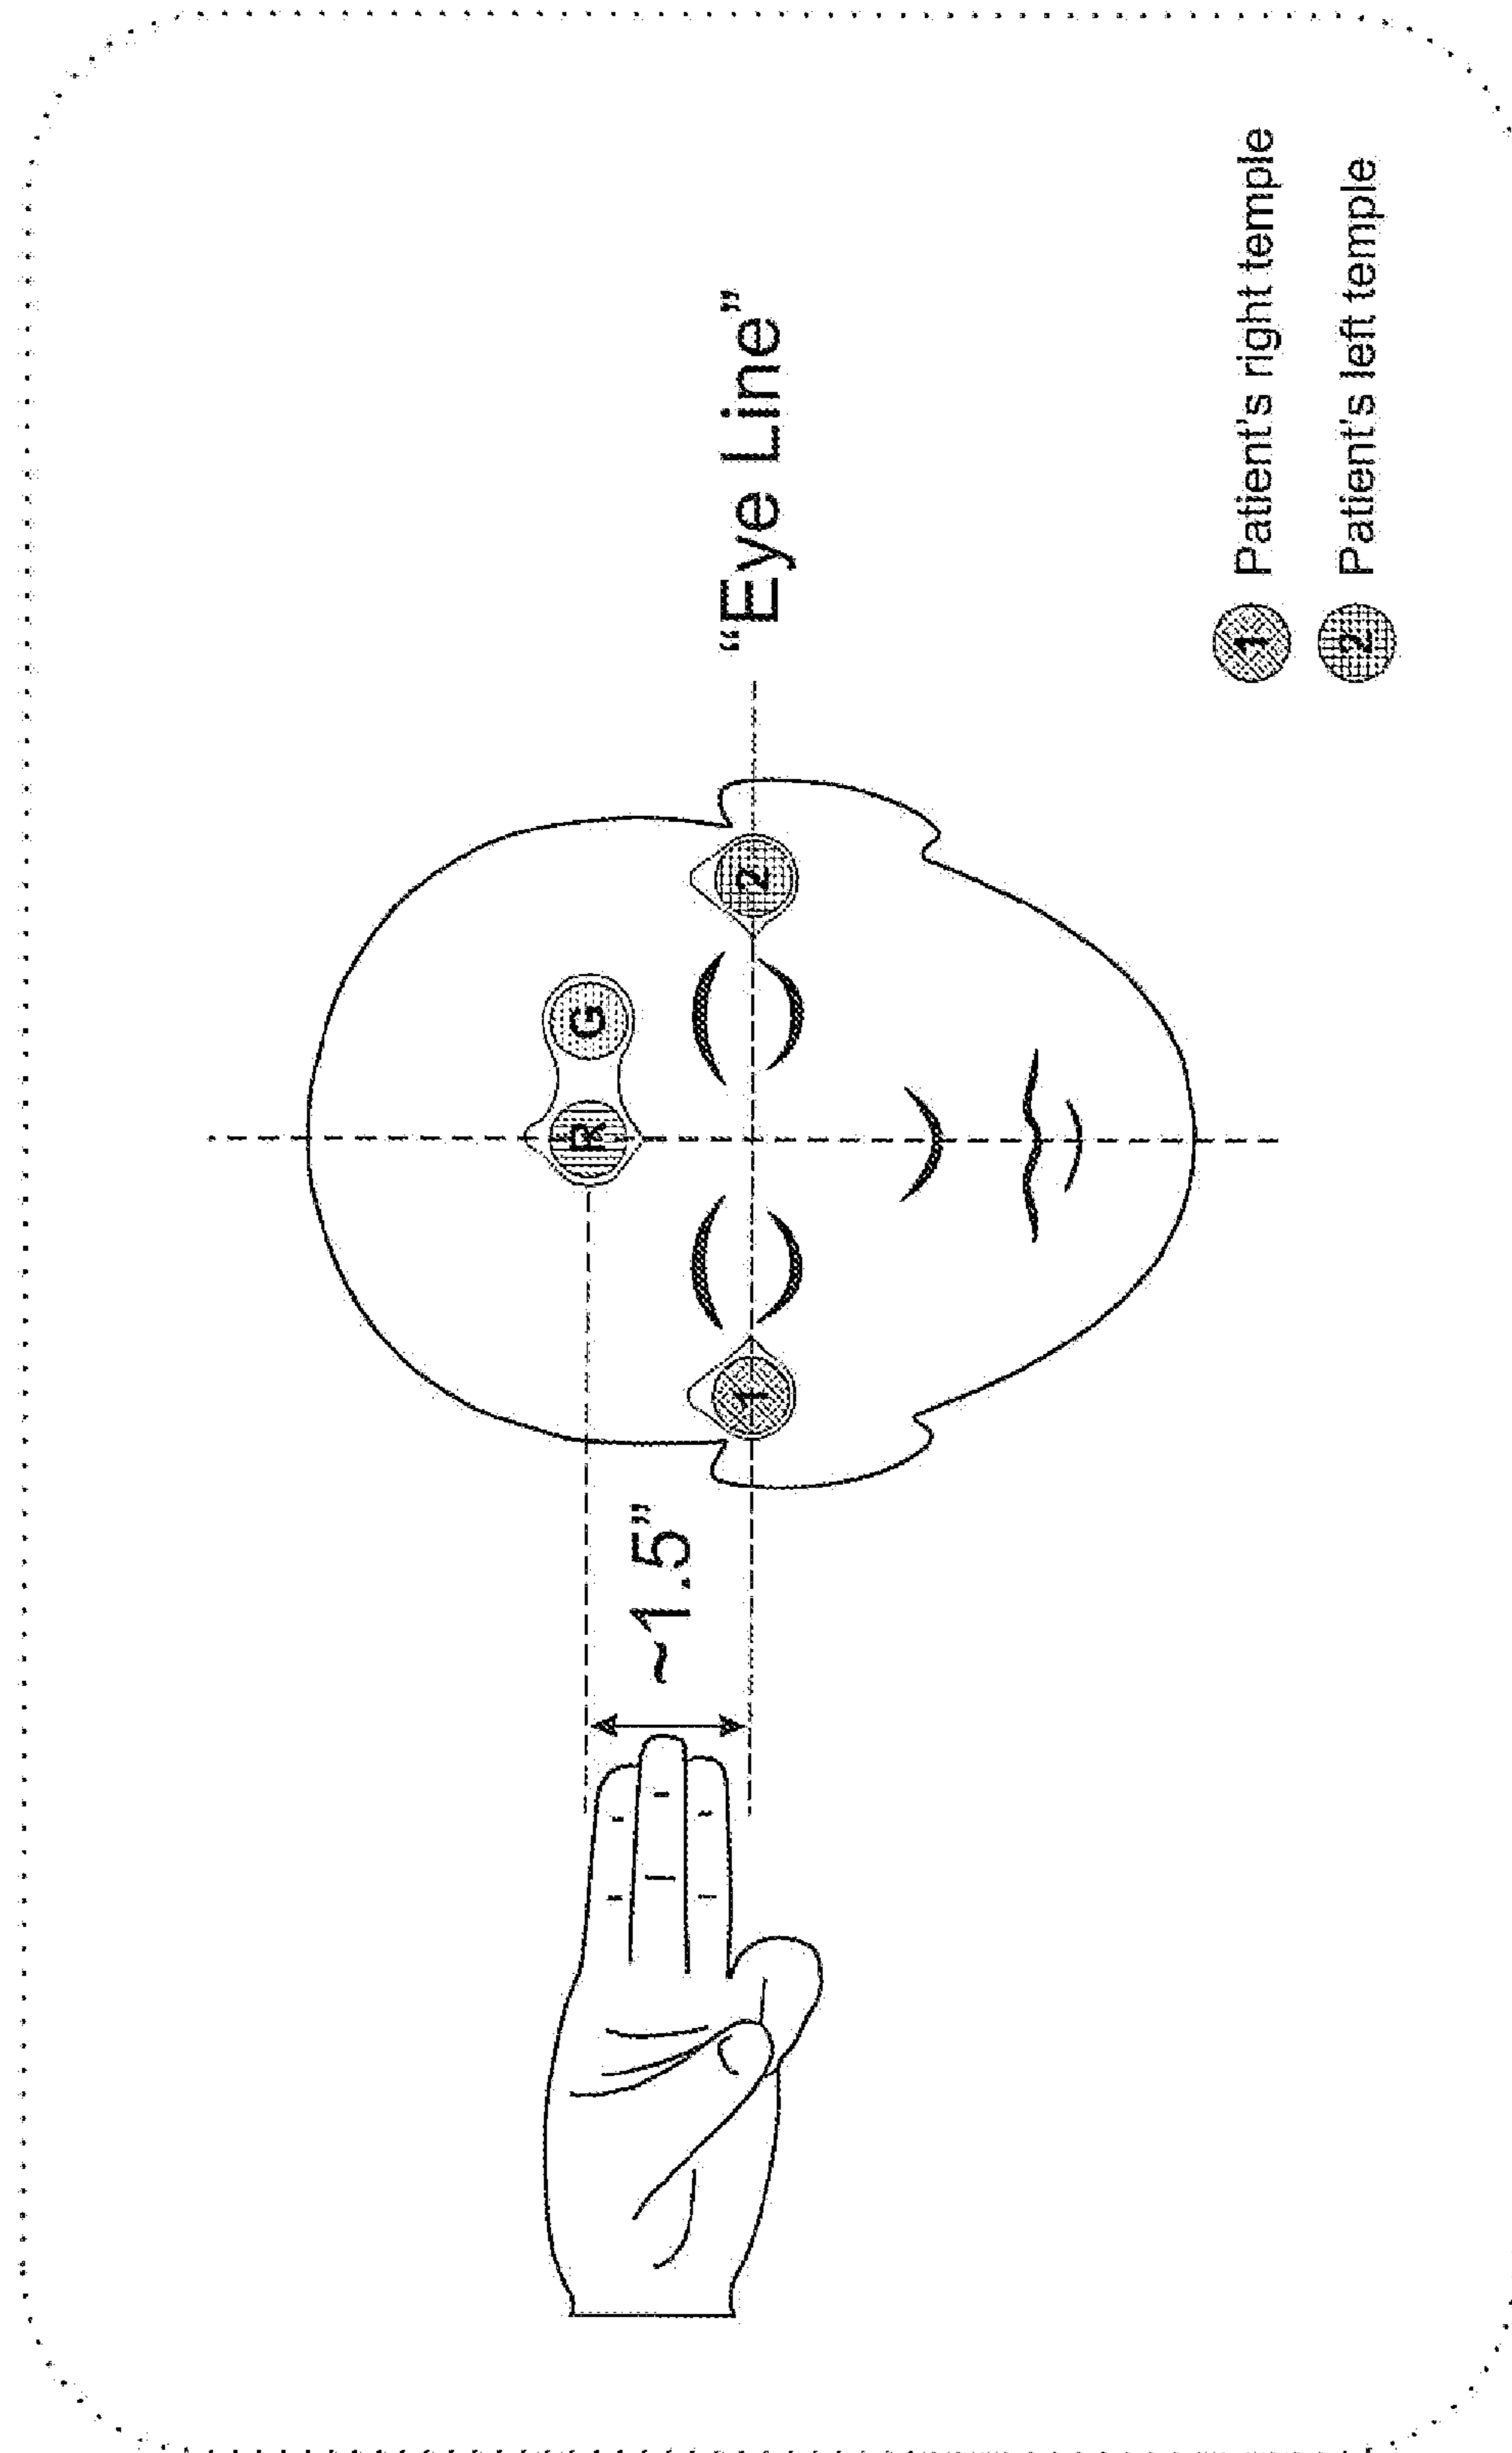 R G
1 2
~1.5”
“Eye Line”
1 Patient's right temple
2 Patient's left temple